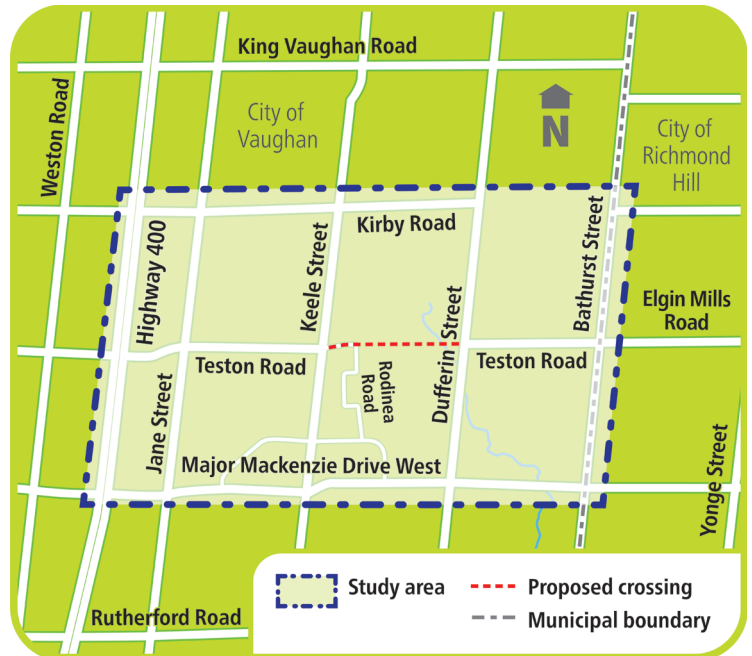 King Vaughan Road
Weston Road
City of
Vaughan
N
City of
Richmond
Hill
Highway 400
Keele Street
Kirby Road
Bathurst Street
Elgin Mills
Road
Dufferin Street
Teston Road
Teston Road
Jane Street
Rodinea
Road
Major Mackenzie Drive West
Yonge Street
Rutherford Road
Study area
Proposed crossing
Municipal boundary